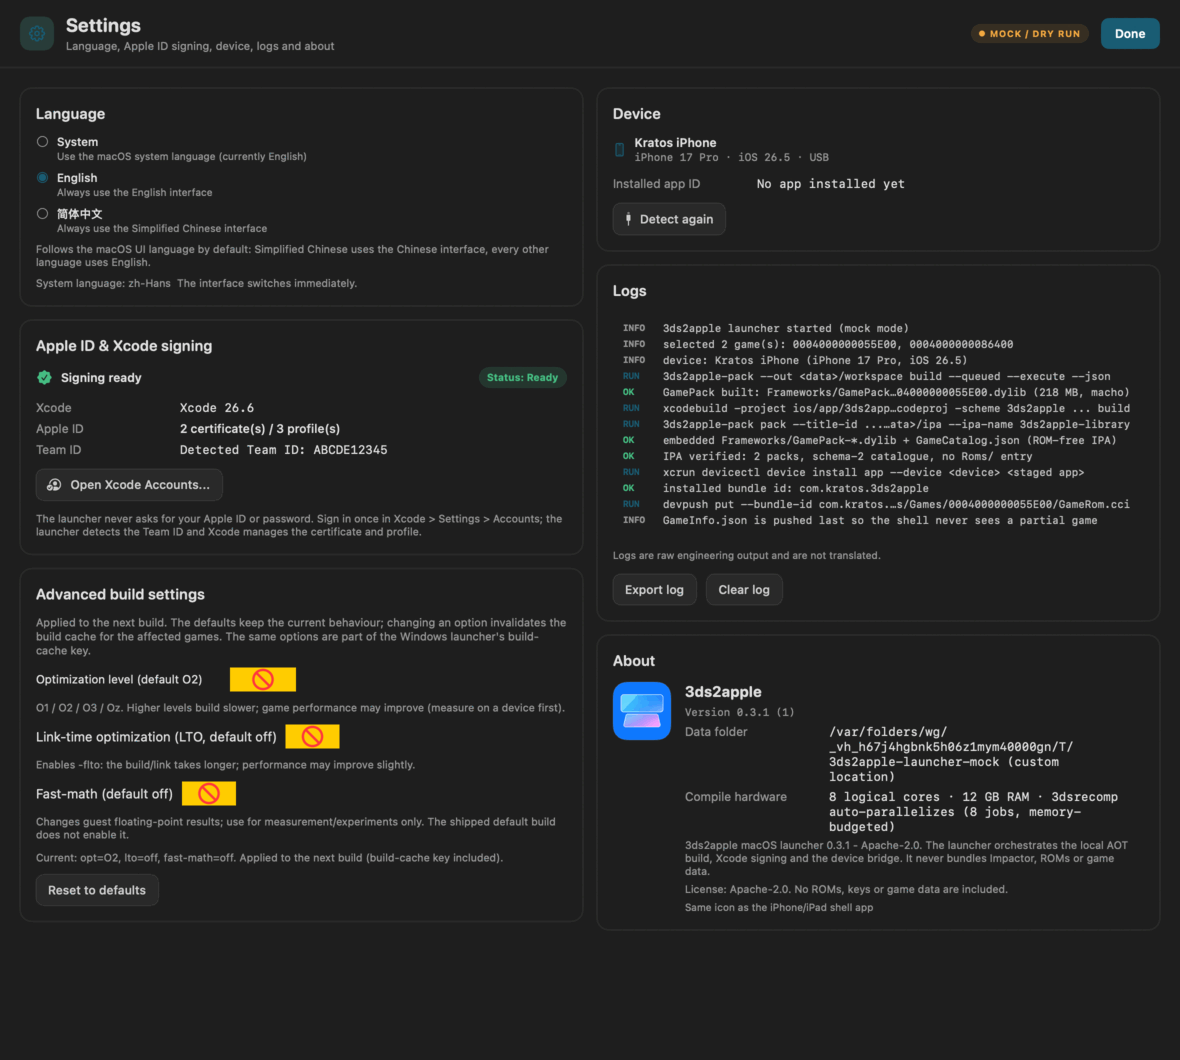 Settings
Language, Apple ID signing, device, logs and about
MOCK / DRY RUN
Done
Language
System
Use the macOS system language (currently English)
English
Always use the English interface
简体中文
Always use the Simplified Chinese interface
Follows the macOS UI language by default: Simplified Chinese uses the Chinese interface, every other
language uses English.
System language: zh-Hans  The interface switches immediately.
Apple ID & Xcode signing
Signing ready
Status: Ready
Xcode Xcode 26.6
Apple ID 2 certificate(s) / 3 profile(s)
Team ID Detected Team ID: ABCDE12345
Open Xcode Accounts...
The launcher never asks for your Apple ID or password. Sign in once in Xcode > Settings > Accounts; the
launcher detects the Team ID and Xcode manages the certificate and profile.
Advanced build settings
Applied to the next build. The defaults keep the current behaviour; changing an option invalidates the
build cache for the affected games. The same options are part of the Windows launcher's build-
cache key.
Optimization level (default O2)
O1 / O2 / O3 / Oz. Higher levels build slower; game performance may improve (measure on a device first).
Link-time optimization (LTO, default off)
Enables -flto: the build/link takes longer; performance may improve slightly.
Fast-math (default off)
Changes guest floating-point results; use for measurement/experiments only. The shipped default build
does not enable it.
Current: opt=O2, lto=off, fast-math=off. Applied to the next build (build-cache key included).
Reset to defaults
Device
Kratos iPhone
iPhone 17 Pro · iOS 26.5 · USB
Installed app ID No app installed yet
Detect again
Logs
INFO 3ds2apple launcher started (mock mode)
INFO selected 2 game(s): 0004000000055E00, 0004000000086400
INFO device: Kratos iPhone (iPhone 17 Pro, iOS 26.5)
RUN 3ds2apple-pack --out <data>/workspace build --queued --execute --json
OK GamePack built: Frameworks/GamePack…04000000055E00.dylib (218 MB, macho)
RUN xcodebuild -project ios/app/3ds2app…codeproj -scheme 3ds2apple ... build
RUN 3ds2apple-pack pack --title-id ...…ata>/ipa --ipa-name 3ds2apple-library
OK embedded Frameworks/GamePack-*.dylib + GameCatalog.json (ROM-free IPA)
OK IPA verified: 2 packs, schema-2 catalogue, no Roms/ entry
RUN xcrun devicectl device install app --device <device> <staged app>
OK installed bundle id: com.kratos.3ds2apple
RUN devpush put --bundle-id com.kratos.…s/Games/0004000000055E00/GameRom.cci
INFO GameInfo.json is pushed last so the shell never sees a partial game
Logs are raw engineering output and are not translated.
Export log
Clear log
About
3ds2apple
Version 0.3.1 (1)
Data folder /var/folders/wg/
_vh_h67j4hgbnk5h06z1mym40000gn/T/
3ds2apple-launcher-mock (custom
location)
Compile hardware 8 logical cores · 12 GB RAM · 3dsrecomp
auto-parallelizes (8 jobs, memory-
budgeted)
3ds2apple macOS launcher 0.3.1 - Apache-2.0. The launcher orchestrates the local AOT
build, Xcode signing and the device bridge. It never bundles Impactor, ROMs or game
data.
License: Apache-2.0. No ROMs, keys or game data are included.
Same icon as the iPhone/iPad shell app